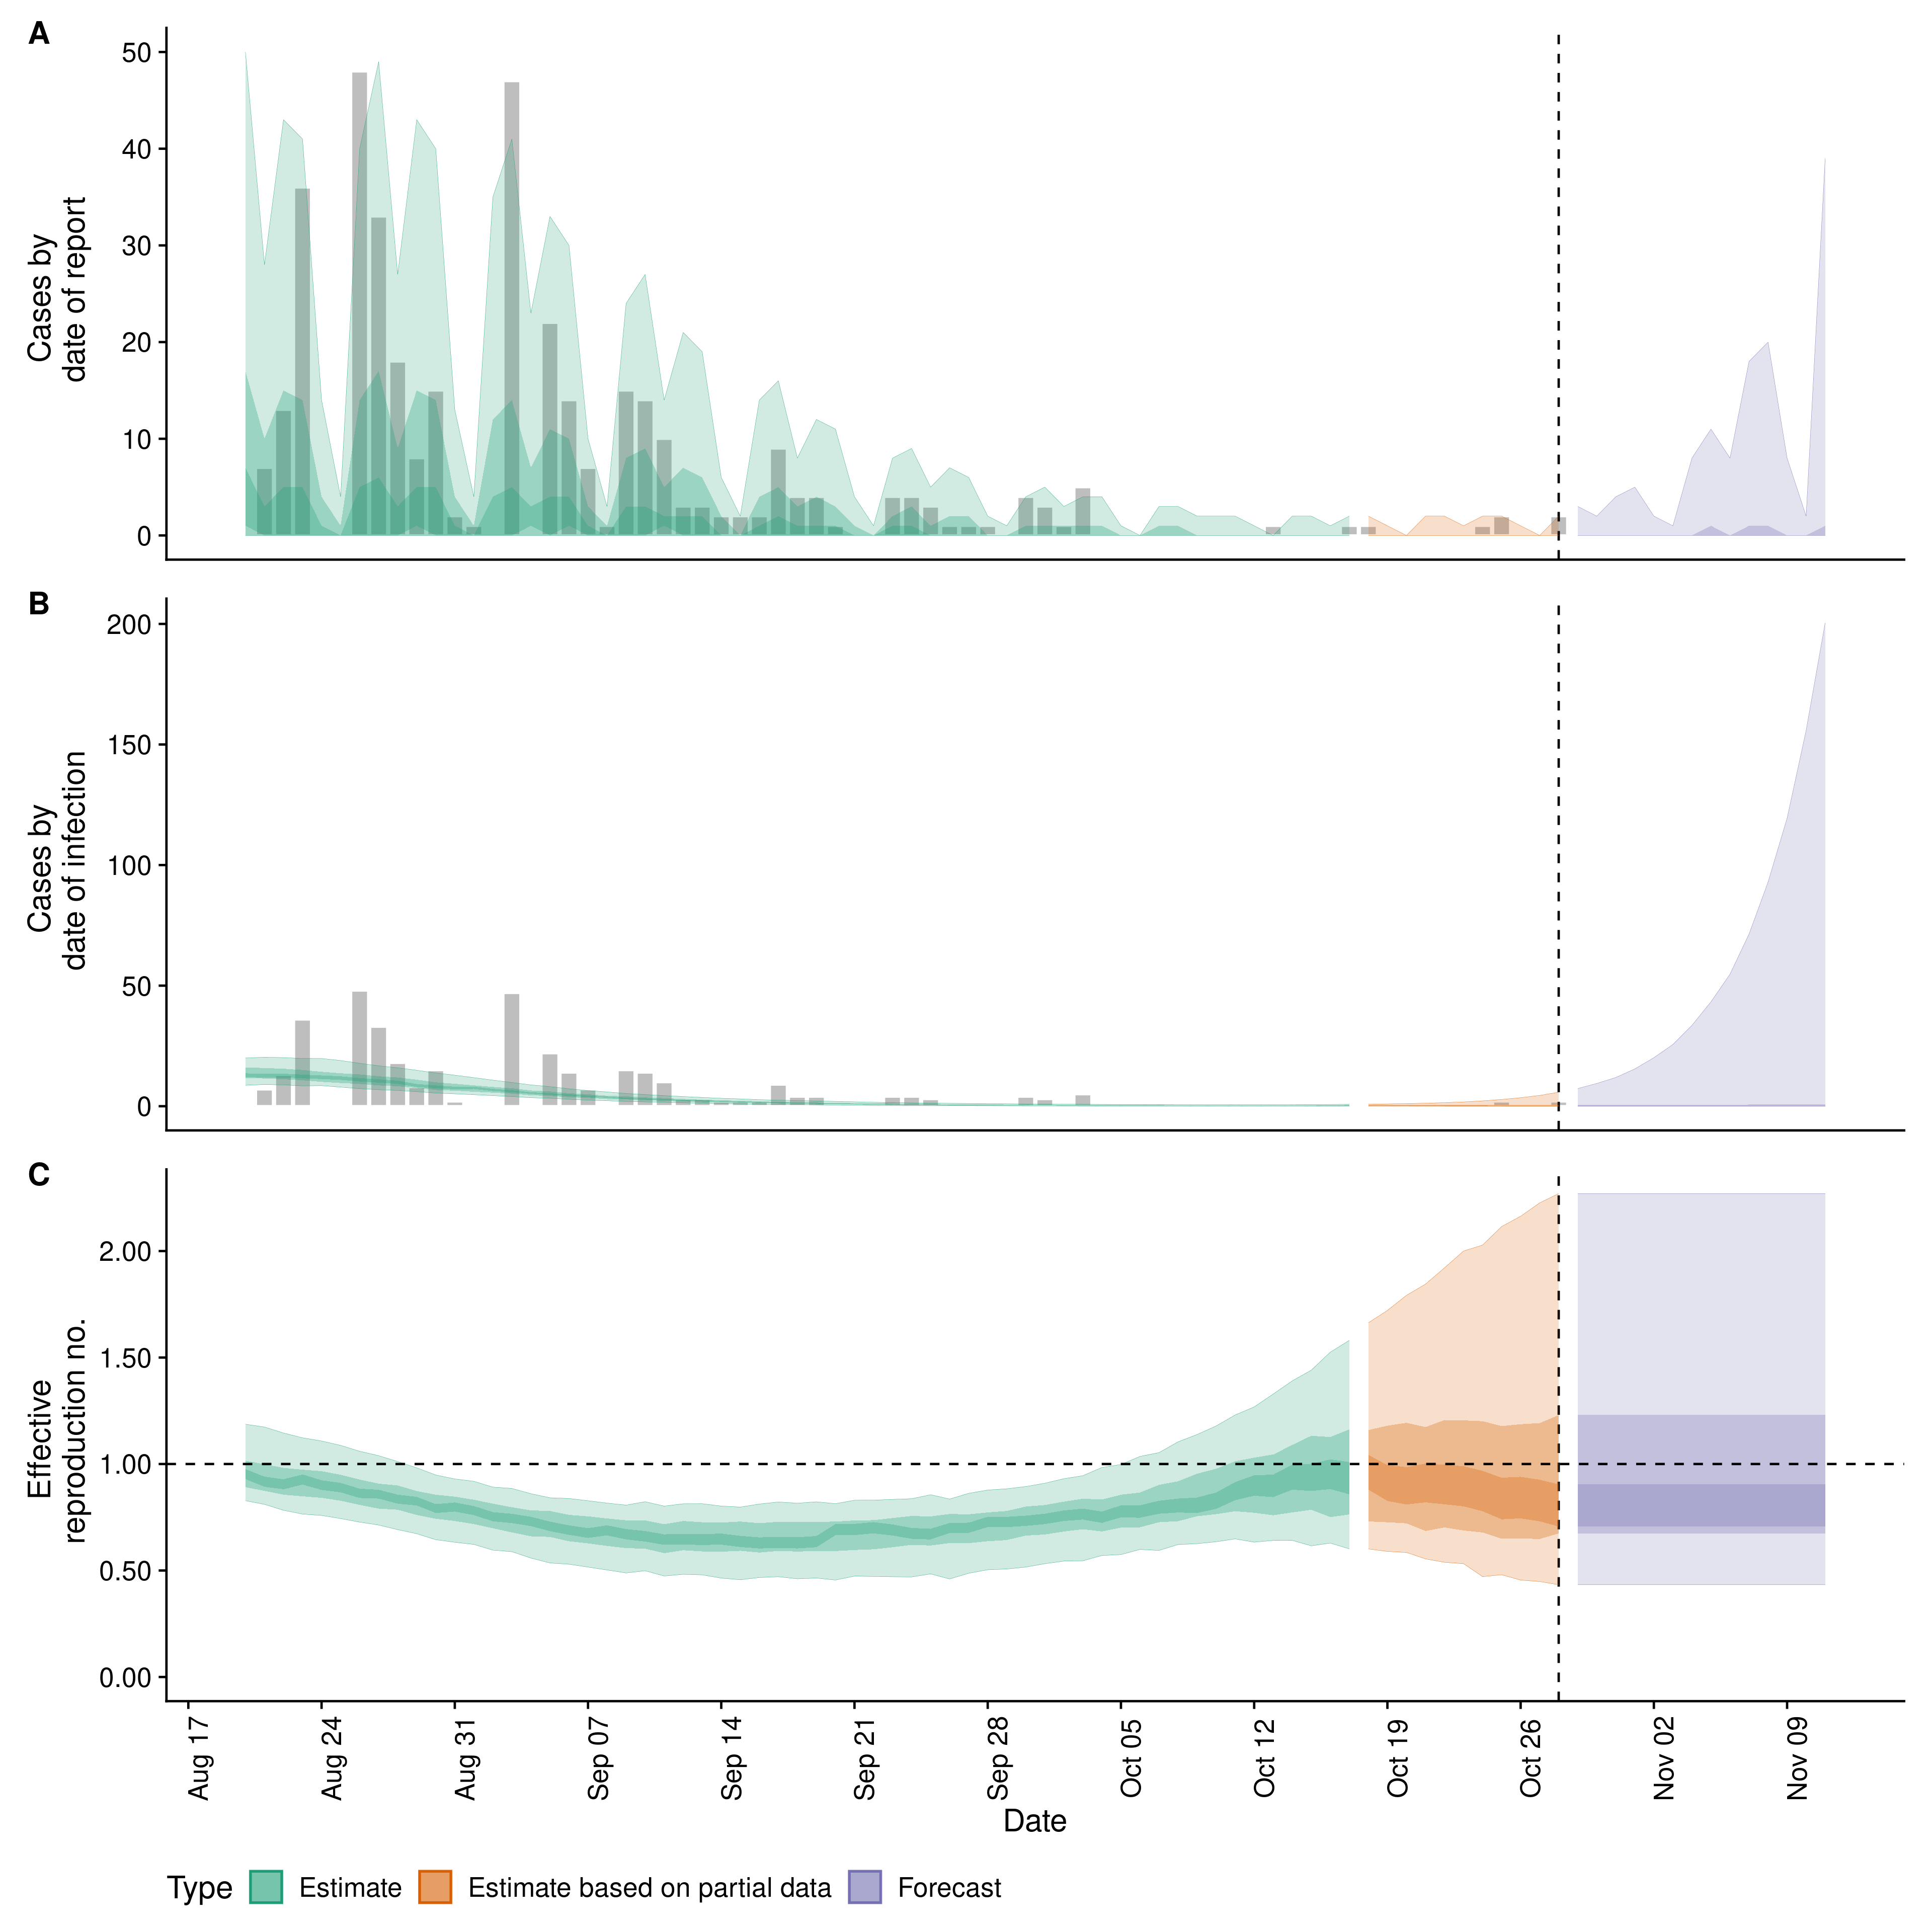 A
50
40
30
20
10
0
Cases by
date of report
B
200
150
100
50
0
Cases by
date of infection
C
2.00
1.50
1.00
0.50
0.00
Effective
reproduction no.
Aug 17
Aug 24
Aug 31
Sep 07
Sep 14
Sep 21
Sep 28
Oct 05
Oct 12
Oct 19
Oct 26
Nov 02
Nov 09
Date
Type Estimate Estimate based on partial data Forecast